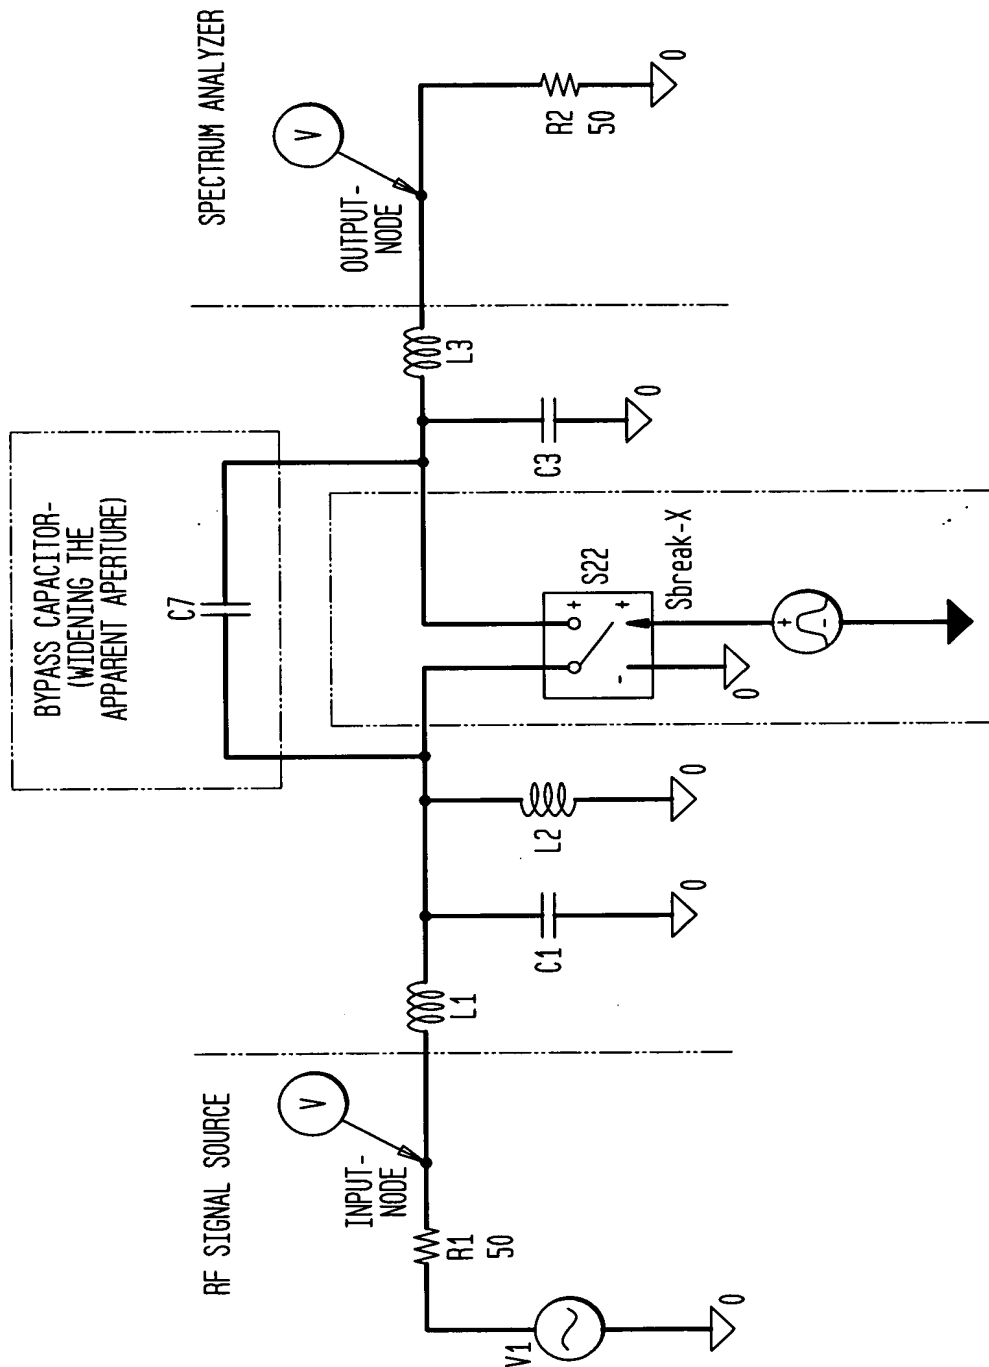 RF SIGNAL SOURCE
SPECTRUM ANALYZER
BYPASS CAPACITOR-
(WIDENING THE
APPARENT APERTURE)
C7
V
INPUT-
NODE
V
OUTPUT-
NODE
R1
50
L1
L3
V1
0
C1
0
L2
0
S22
+
+
-
Sbreak-X
0
+
-
C3
0
R2
50
0